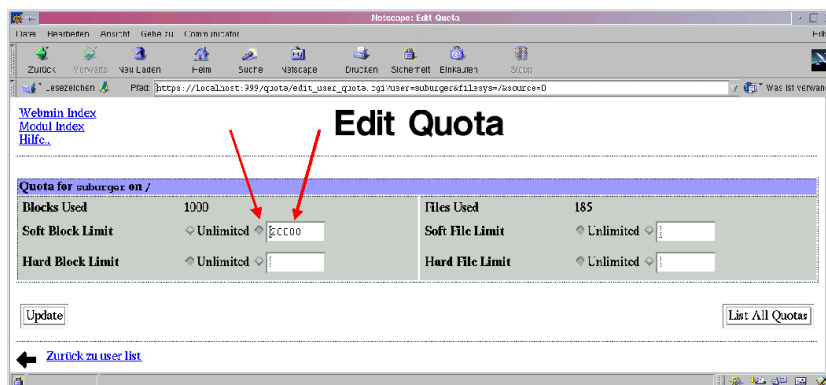 Netscape: Edit Quota
Datei Bearbeiten Ansicht Gehe zu Communicator
Zurück Vorwärts Neu Laden Heim Suche Netscape Drucken Sicherheit Einkaufen Stopp
Lesezeichen Pfad: https://localhost:999/quota/edit_user_quota.cgi?user=suburger&filesys=/&source=0 Was ist verwandt
Webmin Index
Modul Index
Hilfe..
Edit Quota
Quota for suburger on /
Blocks Used 1000 Files Used 185
Soft Block Limit Unlimited Soft File Limit Unlimited
Hard Block Limit Unlimited Hard File Limit Unlimited
Update List All Quotas
Zurück zu user list